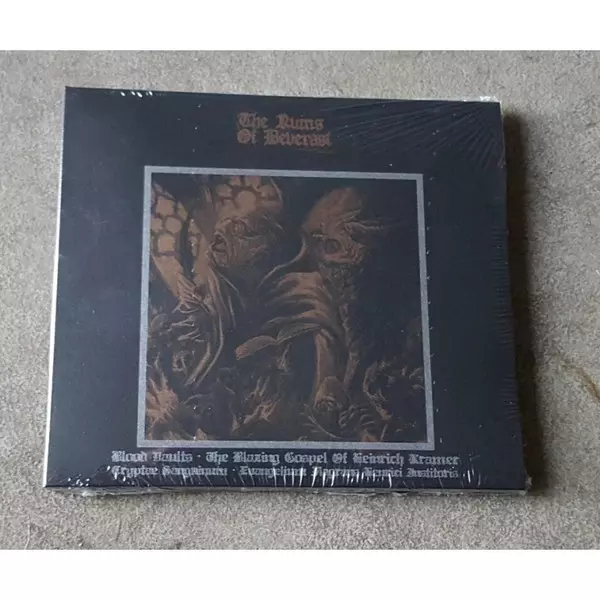 The Ruins
Of Beverast
Blood Vaults - The Blazing Gospel Of Heinrich Kramer
Cryptae Sanguinum - Evangelium Flagrans Henrici Institoris